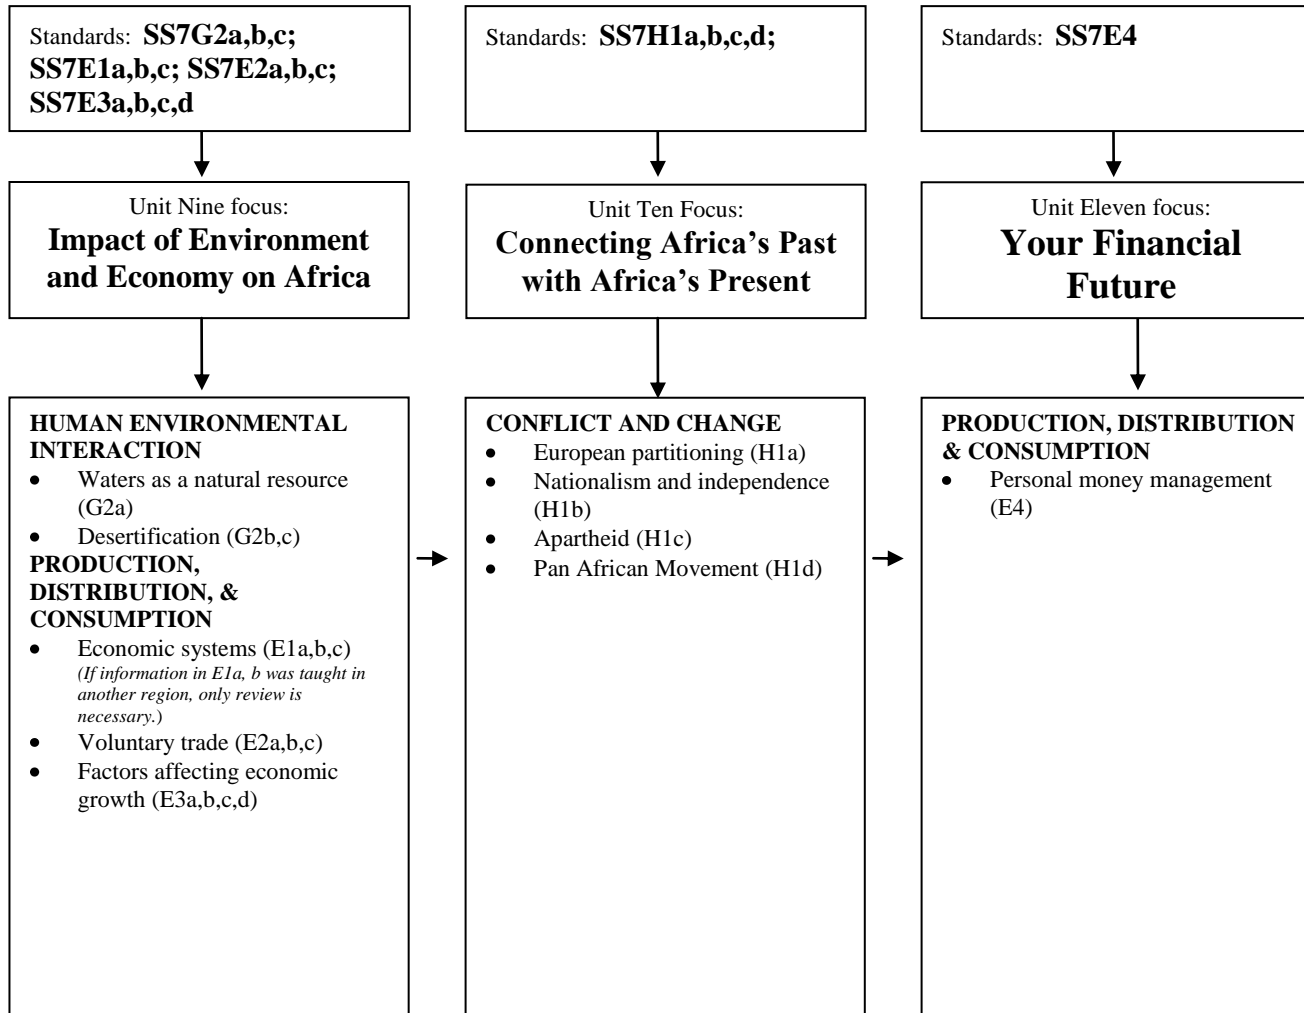 Standards: SS7G2a,b,c;
SS7E1a,b,c; SS7E2a,b,c;
SS7E3a,b,c,d
Standards: SS7H1a,b,c,d;
Standards: SS7E4
Unit Nine focus:
Impact of Environment
and Economy on Africa
Unit Ten Focus:
Connecting Africa’s Past
with Africa’s Present
Unit Eleven focus:
Your Financial
Future
HUMAN ENVIRONMENTAL
INTERACTION
• Waters as a natural resource
(G2a)
• Desertification (G2b,c)
PRODUCTION,
DISTRIBUTION, &
CONSUMPTION
• Economic systems (E1a,b,c)
(If information in E1a, b was taught in
another region, only review is
necessary.)
• Voluntary trade (E2a,b,c)
• Factors affecting economic
growth (E3a,b,c,d)
CONFLICT AND CHANGE
• European partitioning (H1a)
• Nationalism and independence
(H1b)
• Apartheid (H1c)
• Pan African Movement (H1d)
PRODUCTION, DISTRIBUTION
& CONSUMPTION
• Personal money management
(E4)